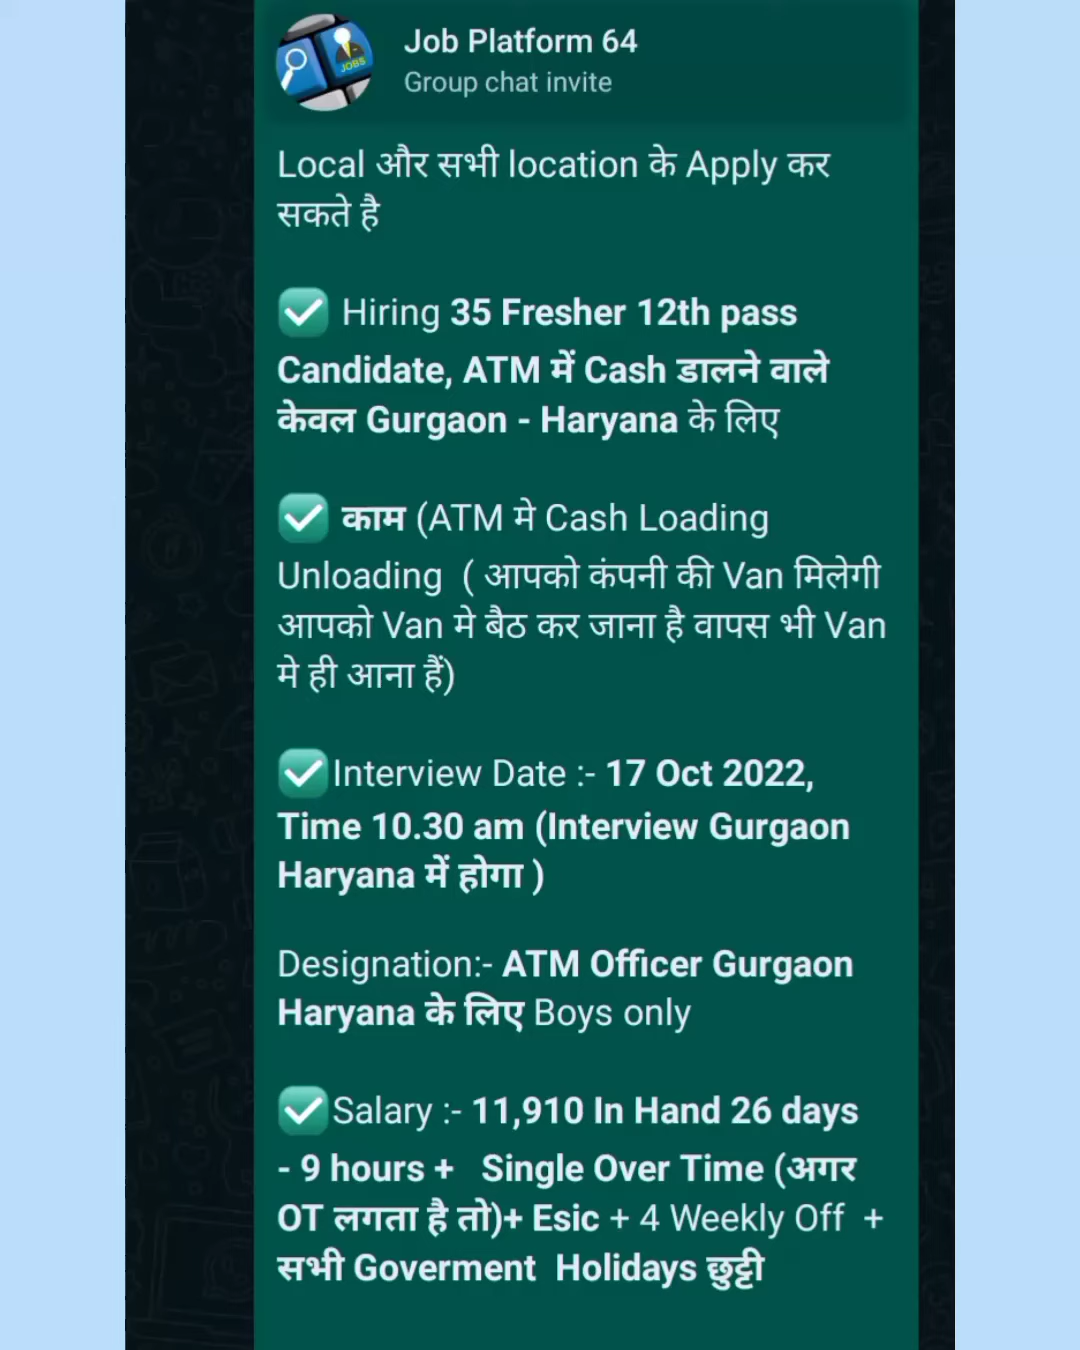 Job Platform 64
Group chat invite
JOBS
Local और सभी location के Apply कर
सकते है
✅ Hiring 35 Fresher 12th pass
Candidate, ATM में Cash डालने वाले
केवल Gurgaon - Haryana के लिए
✅ काम (ATM मे Cash Loading
Unloading ( आपको कंपनी की Van मिलेगी
आपको Van मे बैठ कर जाना है वापस भी Van
मे ही आना हैं)
✅Interview Date :- 17 Oct 2022,
Time 10.30 am (Interview Gurgaon
Haryana में होगा )
Designation:- ATM Officer Gurgaon
Haryana के लिए Boys only
✅Salary :- 11,910 In Hand 26 days
- 9 hours + Single Over Time (अगर
OT लगता है तो)+ Esic + 4 Weekly Off +
सभी Goverment Holidays छुट्टी